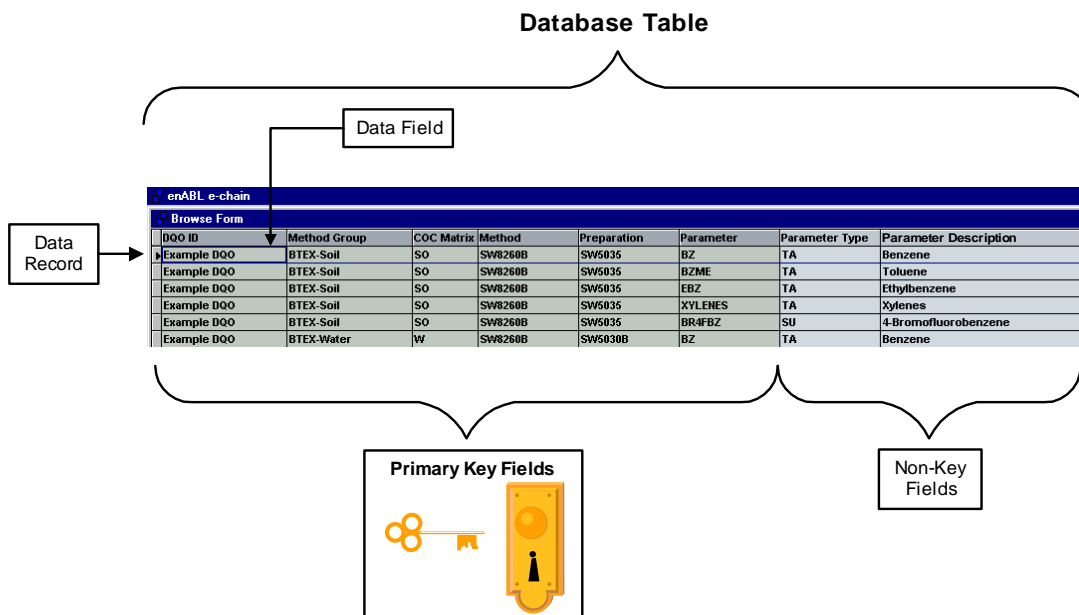 Database Table
Data Field
Data
Record
enABL e-chain
Browse Form
DQO ID Method Group COC Matrix Method Preparation Parameter Parameter Type Parameter Description
Example DQO BTEX-Soil SO SW8260B SW5035 BZ TA Benzene
Example DQO BTEX-Soil SO SW8260B SW5035 BZME TA Toluene
Example DQO BTEX-Soil SO SW8260B SW5035 EBZ TA Ethylbenzene
Example DQO BTEX-Soil SO SW8260B SW5035 XYLENES TA Xylenes
Example DQO BTEX-Soil SO SW8260B SW5035 BR4FBZ SU 4-Bromofluorobenzene
Example DQO BTEX-Water W SW8260B SW5030B BZ TA Benzene
Primary Key Fields
Non-Key
Fields